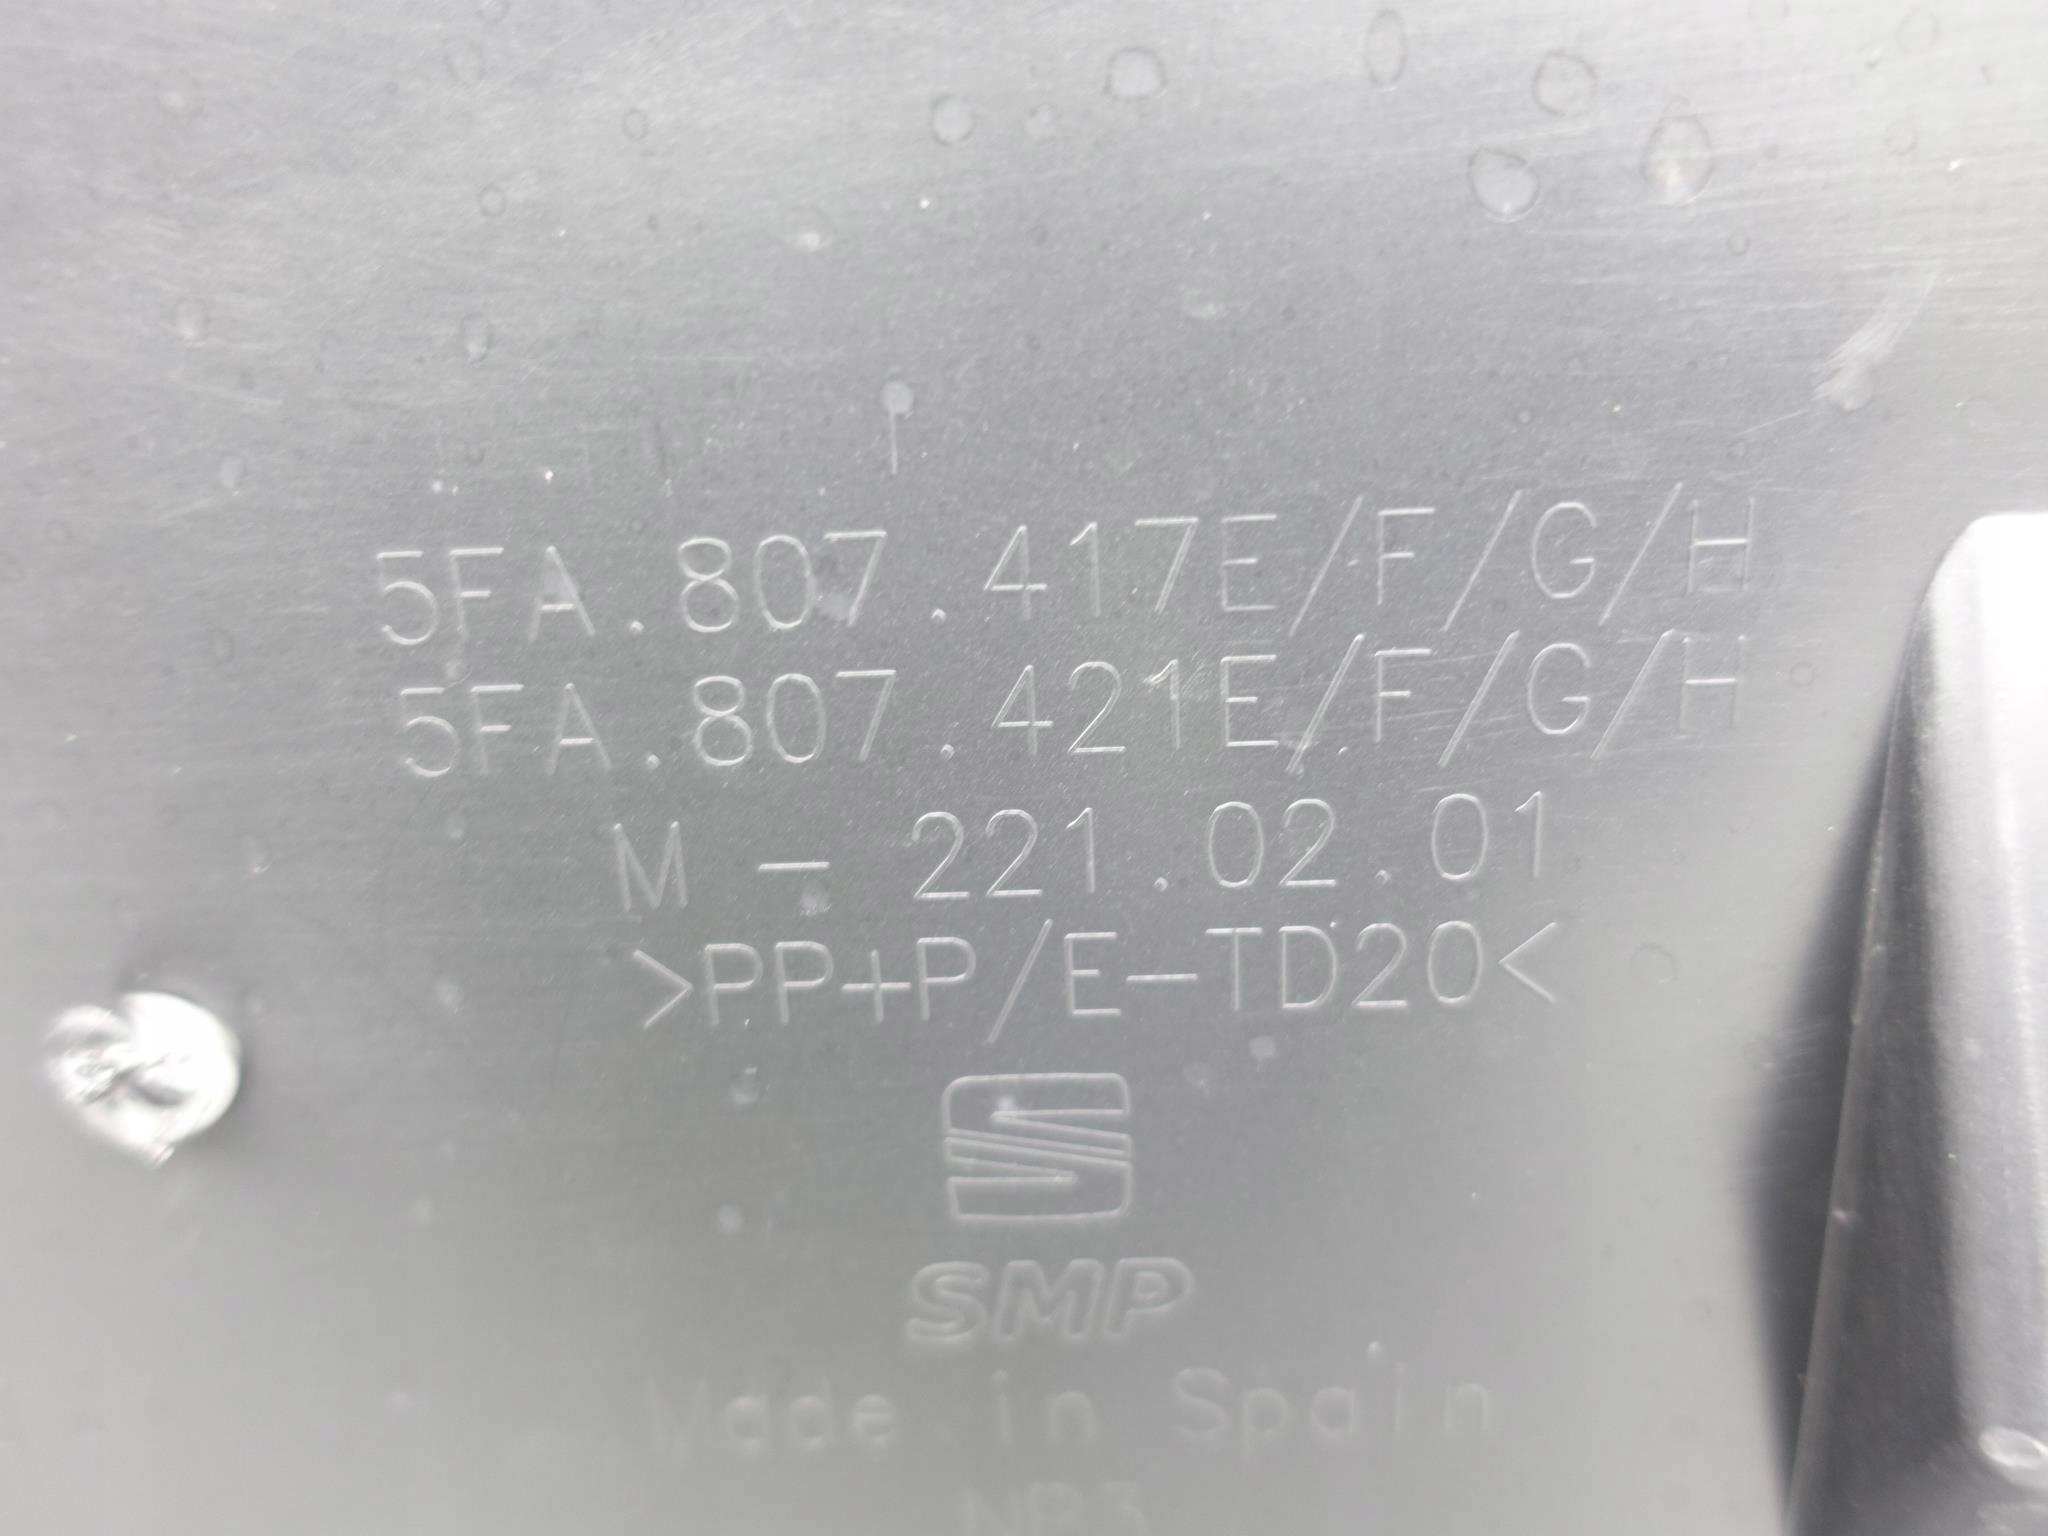 5FA.807.417E/F/G/H
5FA.807.421E/F/G/H
M - 221.02.01
>PP+P/E-TD20<
SMP
Made in Spain